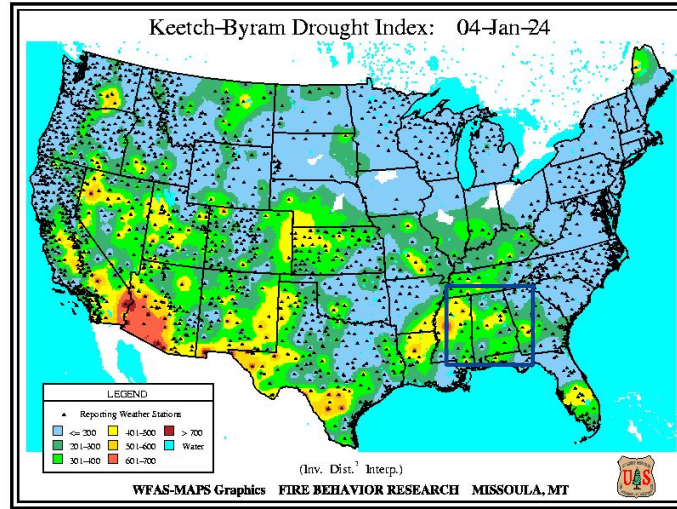 Keetch-Byram Drought Index: 04-Jan-24
LEGEND
Reporting Weather Stations
<= 200 401-500 > 700
201-300 501-600 Water
301-400 601-700
(Inv. Dist.² Interp.)
WFAS-MAPS Graphics FIRE BEHAVIOR RESEARCH MISSOULA, MT